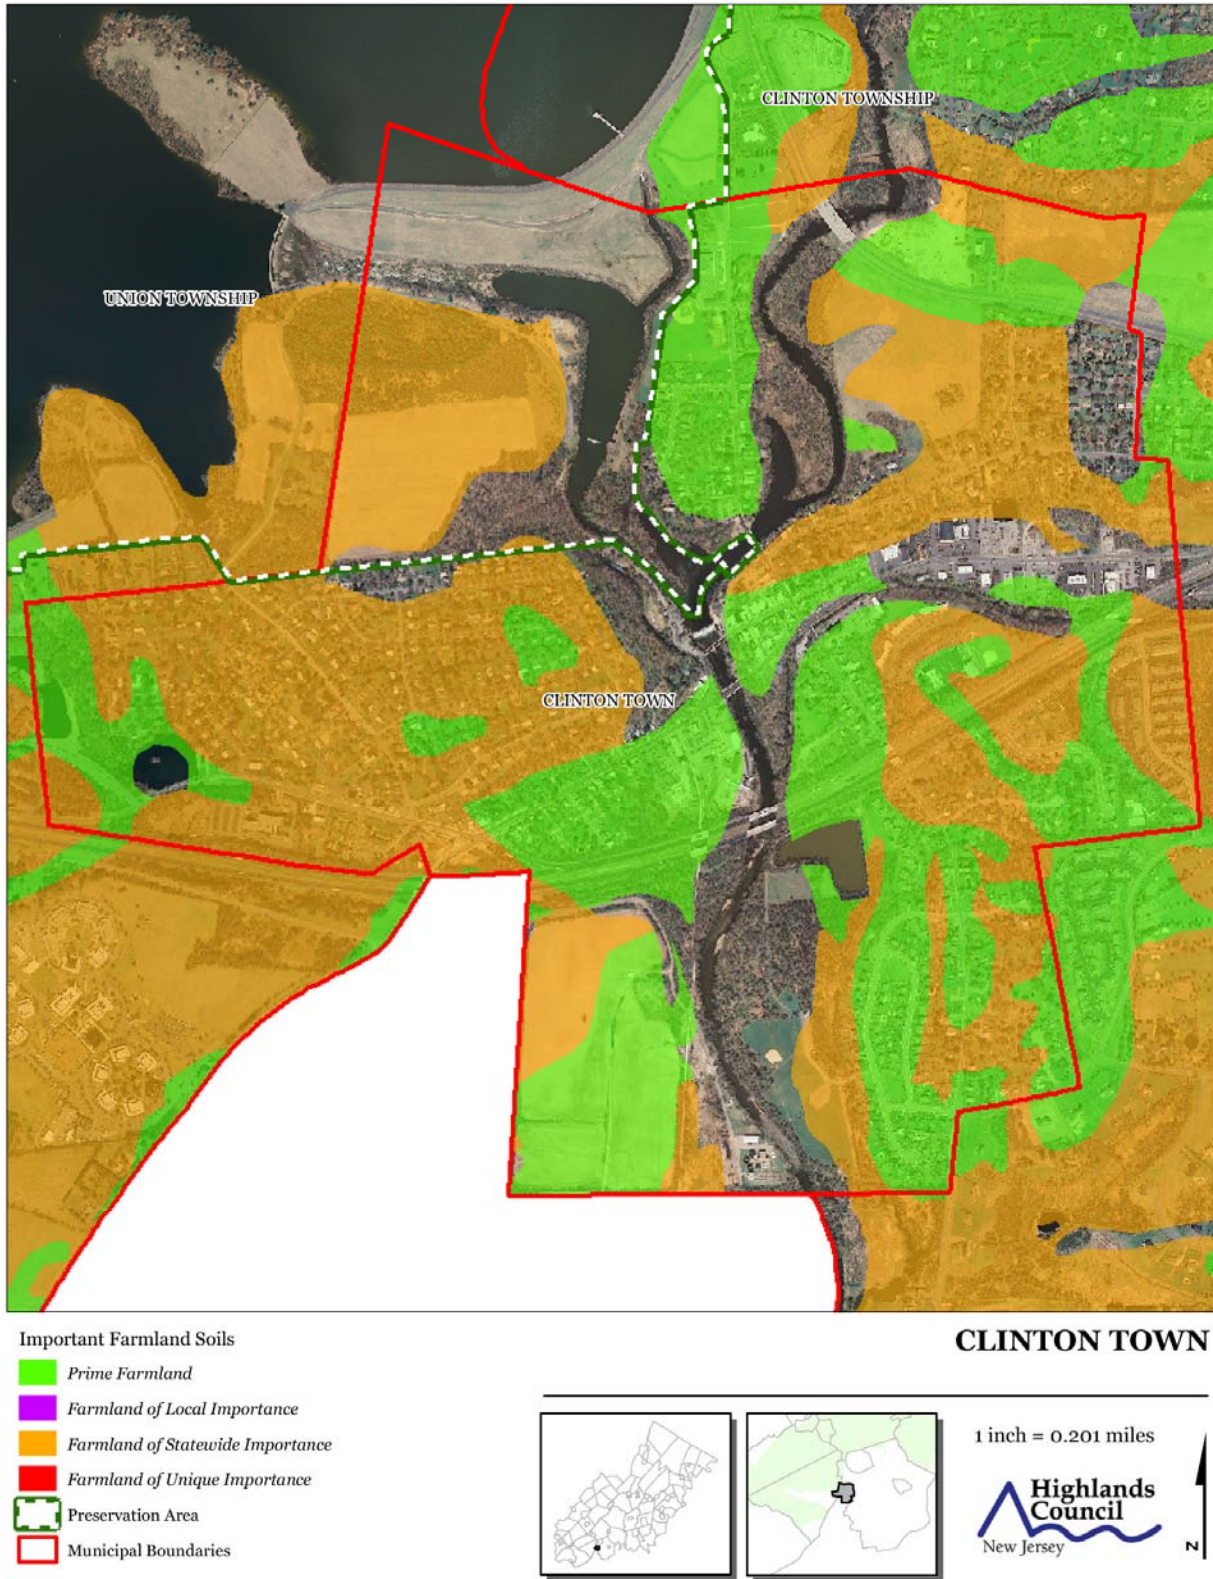 CLINTON TOWNSHIP
UNION TOWNSHIP
CLINTON TOWN
Important Farmland Soils
Prime Farmland
Farmland of Local Importance
Farmland of Statewide Importance
Farmland of Unique Importance
Preservation Area
Municipal Boundaries
CLINTON TOWN
1 inch = 0.201 miles
Highlands
Council
New Jersey
N